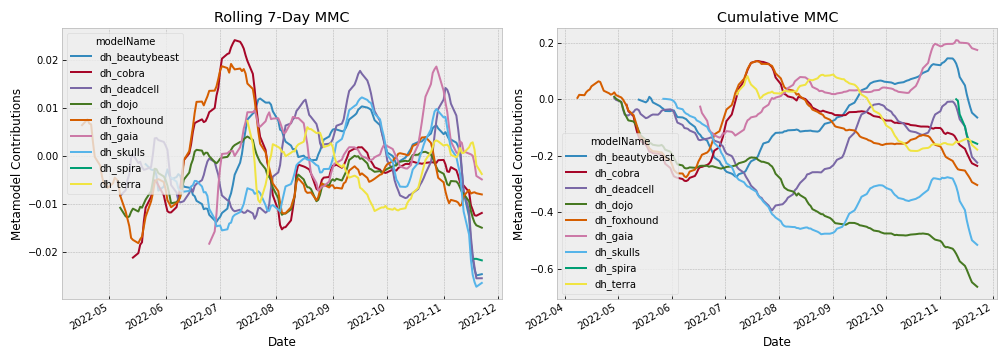 Rolling 7-Day MMC
Metamodel Contributions
0.02
0.01
0.00
−0.01
−0.02
modelName
dh_beautybeast
dh_cobra
dh_deadcell
dh_dojo
dh_foxhound
dh_gaia
dh_skulls
dh_spira
dh_terra
2022-05
2022-06
2022-07
2022-08
2022-09
2022-10
2022-11
2022-12
Date
Cumulative MMC
Metamodel Contributions
0.2
0.0
−0.2
−0.4
−0.6
modelName
dh_beautybeast
dh_cobra
dh_deadcell
dh_dojo
dh_foxhound
dh_gaia
dh_skulls
dh_spira
dh_terra
2022-04
2022-05
2022-06
2022-07
2022-08
2022-09
2022-10
2022-11
2022-12
Date